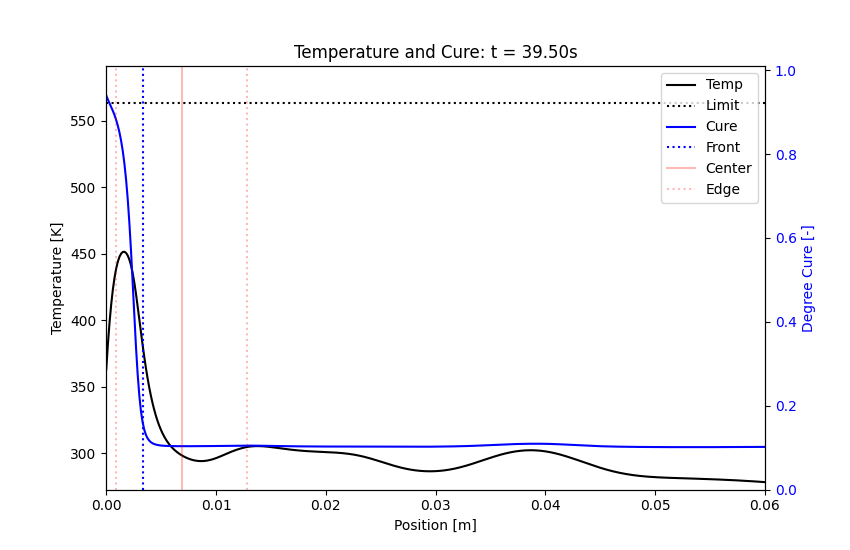 Temperature and Cure: t = 39.50s
Temp
Limit
Cure
Front
Center
Edge
550
500
450
400
350
300
Temperature [K]
1.0
0.8
0.6
0.4
0.2
0.0
Degree Cure [-]
0.00 0.01 0.02 0.03 0.04 0.05 0.06
Position [m]